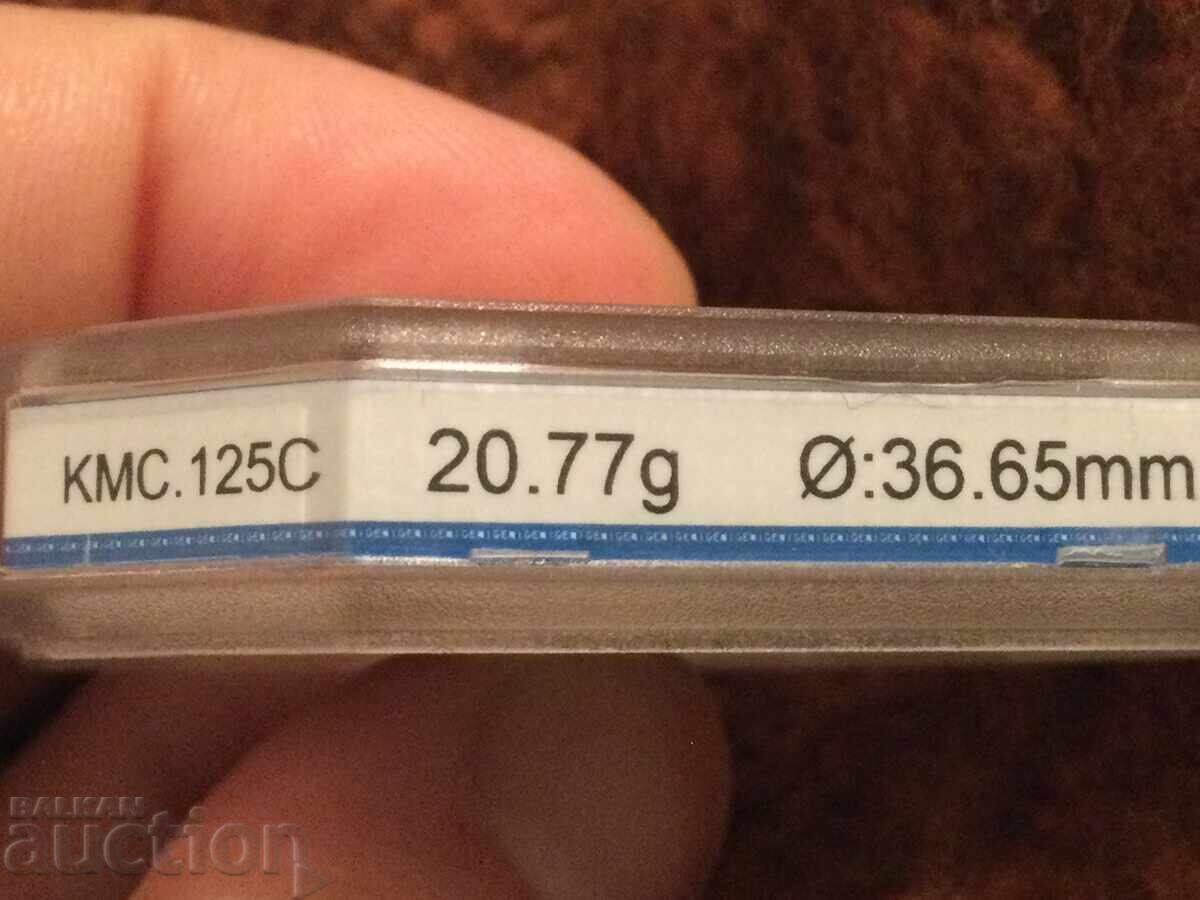 KMC.125C 20.77g Ø:36.65mm
BALKAN
auction